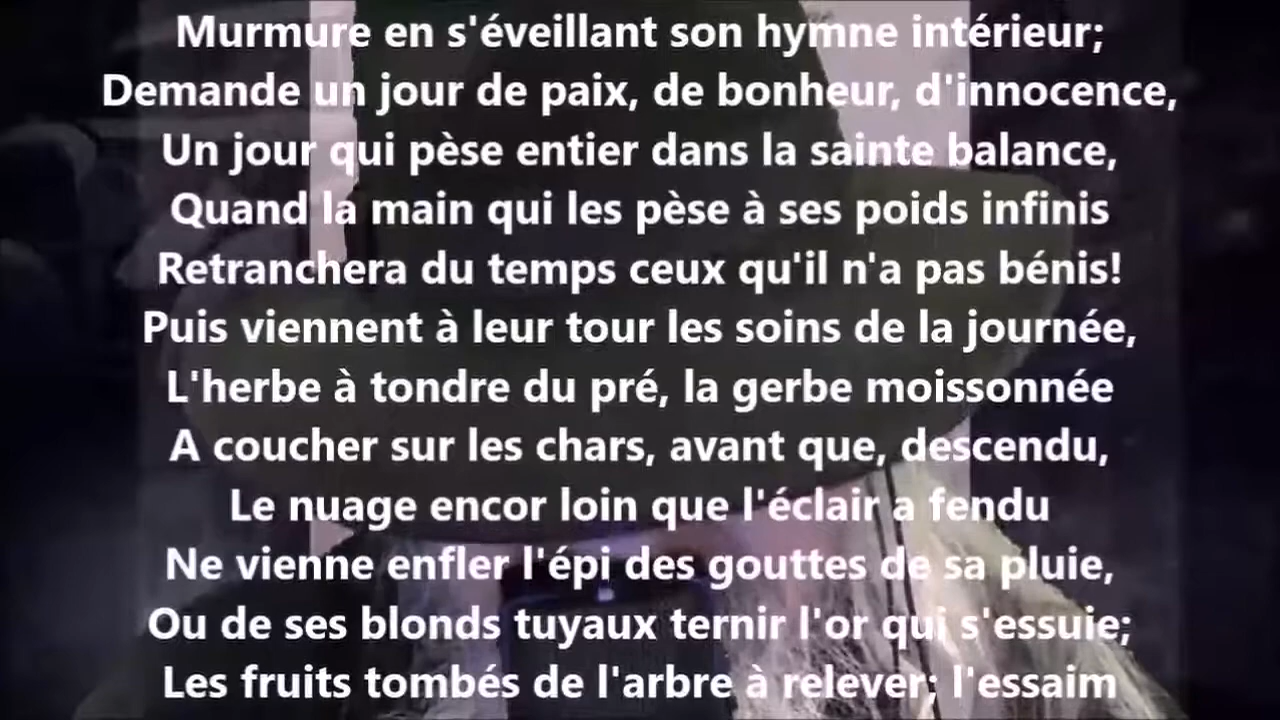 Murmure en s'éveillant son hymne intérieur;
Demande un jour de paix, de bonheur, d'innocence,
Un jour qui pèse entier dans la sainte balance,
Quand la main qui les pèse à ses poids infinis
Retranchera du temps ceux qu'il n'a pas bénis!
Puis viennent à leur tour les soins de la journée,
L'herbe à tondre du pré, la gerbe moissonnée
A coucher sur les chars, avant que, descendu,
Le nuage encor loin que l'éclair a fendu
Ne vienne enfler l'épi des gouttes de sa pluie,
Ou de ses blonds tuyaux ternir l'or qui s'essuie;
Les fruits tombés de l'arbre à relever; l'essaim